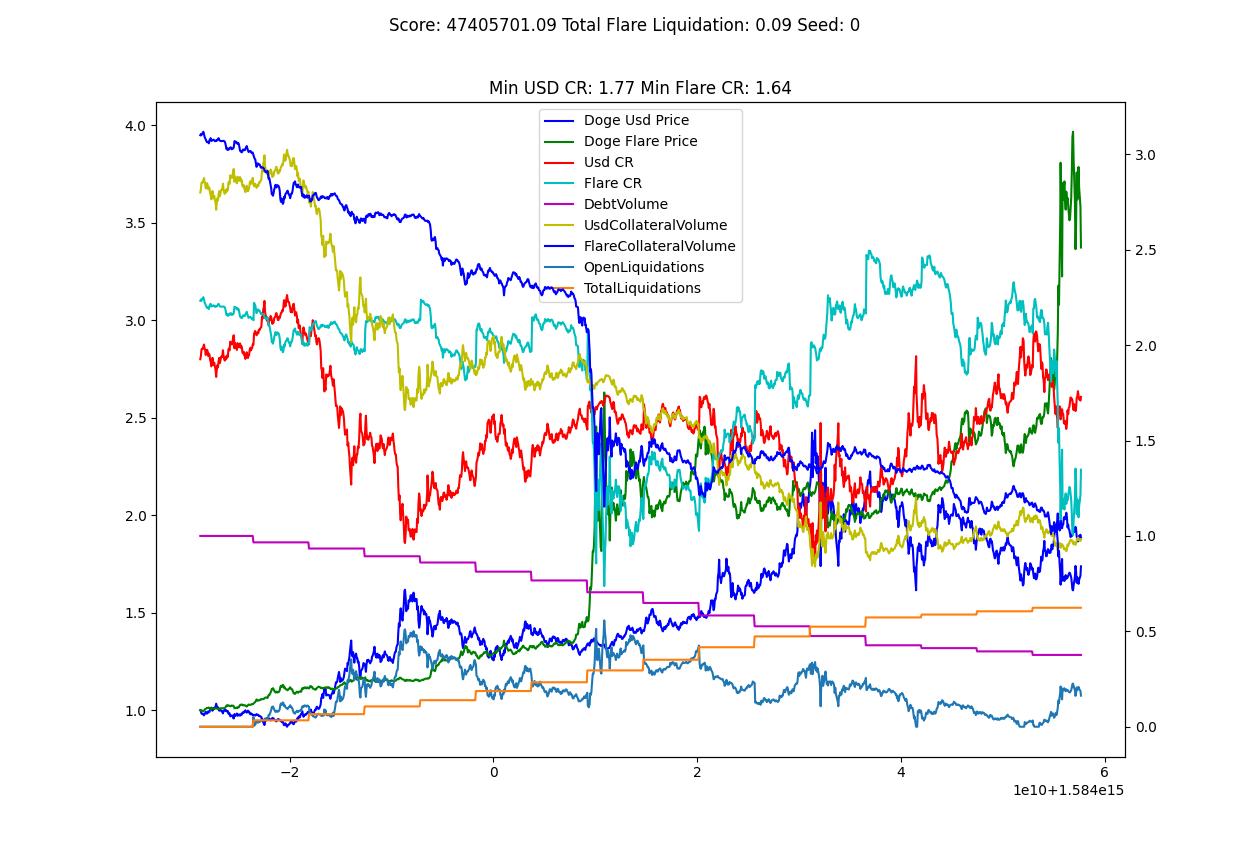 Score: 47405701.09 Total Flare Liquidation: 0.09 Seed: 0
Min USD CR: 1.77 Min Flare CR: 1.64
4.0
3.5
3.0
2.5
2.0
1.5
1.0
Doge Usd Price
Doge Flare Price
Usd CR
Flare CR
DebtVolume
UsdCollateralVolume
FlareCollateralVolume
OpenLiquidations
TotalLiquidations
3.0
2.5
2.0
1.5
1.0
0.5
0.0
−2
0
2
4
6
1e10+1.584e15